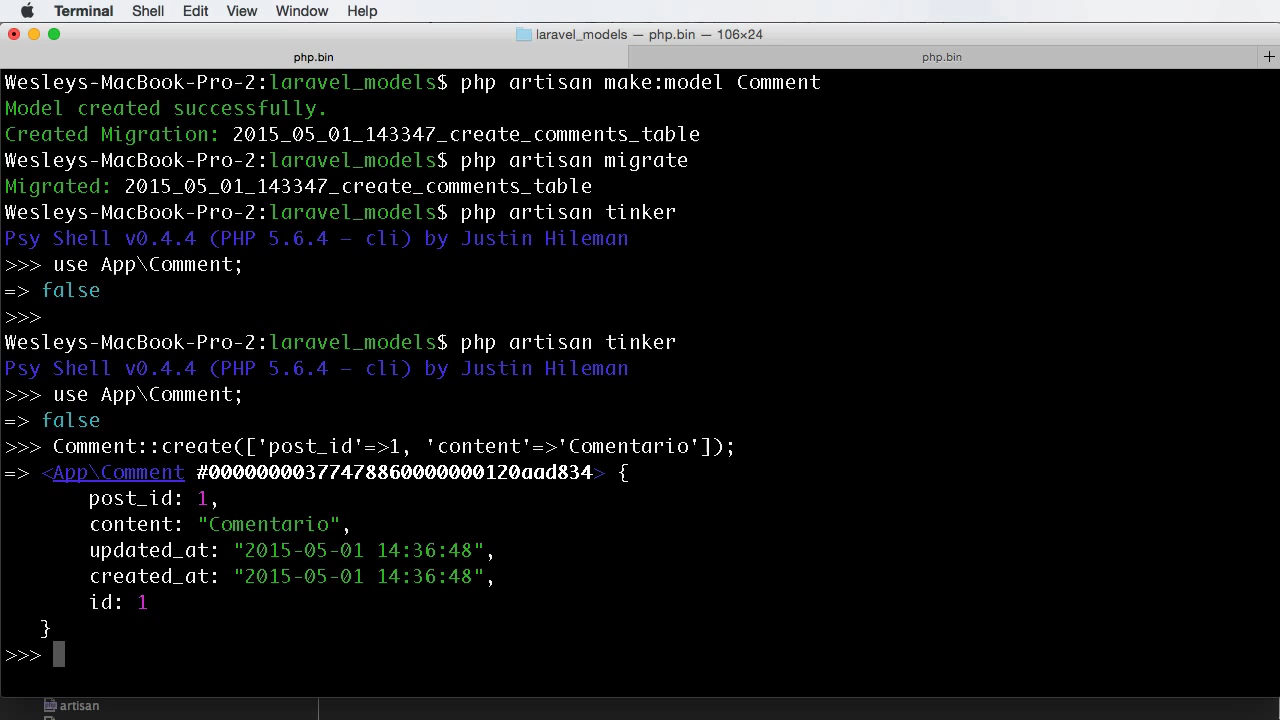 Terminal Shell Edit View Window Help
laravel_models — php.bin — 106×24
php.bin php.bin +
Wesleys-MacBook-Pro-2:laravel_models$ php artisan make:model Comment
Model created successfully.
Created Migration: 2015_05_01_143347_create_comments_table
Wesleys-MacBook-Pro-2:laravel_models$ php artisan migrate
Migrated: 2015_05_01_143347_create_comments_table
Wesleys-MacBook-Pro-2:laravel_models$ php artisan tinker
Psy Shell v0.4.4 (PHP 5.6.4 — cli) by Justin Hileman
>>> use App\Comment;
=> false
>>>
Wesleys-MacBook-Pro-2:laravel_models$ php artisan tinker
Psy Shell v0.4.4 (PHP 5.6.4 — cli) by Justin Hileman
>>> use App\Comment;
=> false
>>> Comment::create(['post_id'=>1, 'content'=>'Comentario']);
=> <App\Comment #00000000377478860000000120aad834> {
post_id: 1,
content: "Comentario",
updated_at: "2015-05-01 14:36:48",
created_at: "2015-05-01 14:36:48",
id: 1
}
>>>
artisan